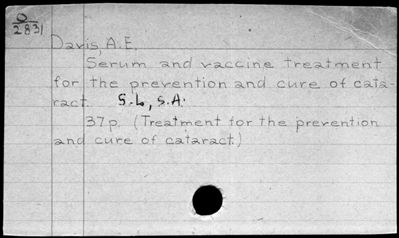 O
2831
Davis, A.E.
Serum and vaccine treatment
for the prevention and cure of cata-
ract. S.L, S.A.
37p. (Treatment for the prevention
and cure of cataract.)